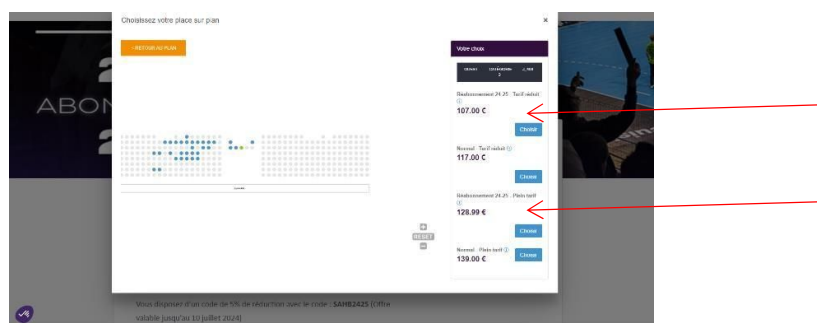 Choisissez votre place sur plan
×
RETOUR AU PLAN
Votre choix
Réabonnement 24-25 - Tarif réduit
107.00 €
Choisir
Normal - Tarif réduit
117.00 €
Choisir
Réabonnement 24-25 - Plein tarif
128.99 €
Choisir
RESET
Normal - Plein tarif
139.00 €
Choisir
ABON
Vous disposez d'un code de 5% de réduction avec le code : SAHB2425 (Offre
valable jusqu'au 10 juillet 2024)